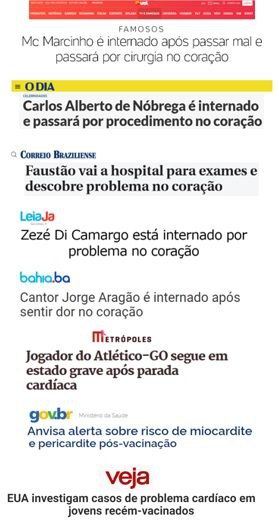 FAMOSOS
Mc Marcinho é internado após passar mal e
passará por cirurgia no coração
O DIA
CELEBRIDADES
Carlos Alberto de Nóbrega é internado
e passará por procedimento no coração
CORREIO BRAZILIENSE
Faustão vai a hospital para exames e
descobre problema no coração
LeiaJa
Zezé Di Camargo está internado por
problema no coração
bahia.ba
Cantor Jorge Aragão é internado após
sentir dor no coração
METRÓPOLES
Jogador do Atlético-GO segue em
estado grave após parada
cardíaca
gov.br Ministério da Saúde
Anvisa alerta sobre risco de miocardite
e pericardite pós-vacinação
veja
EUA investigam casos de problema cardíaco em
jovens recém-vacinados